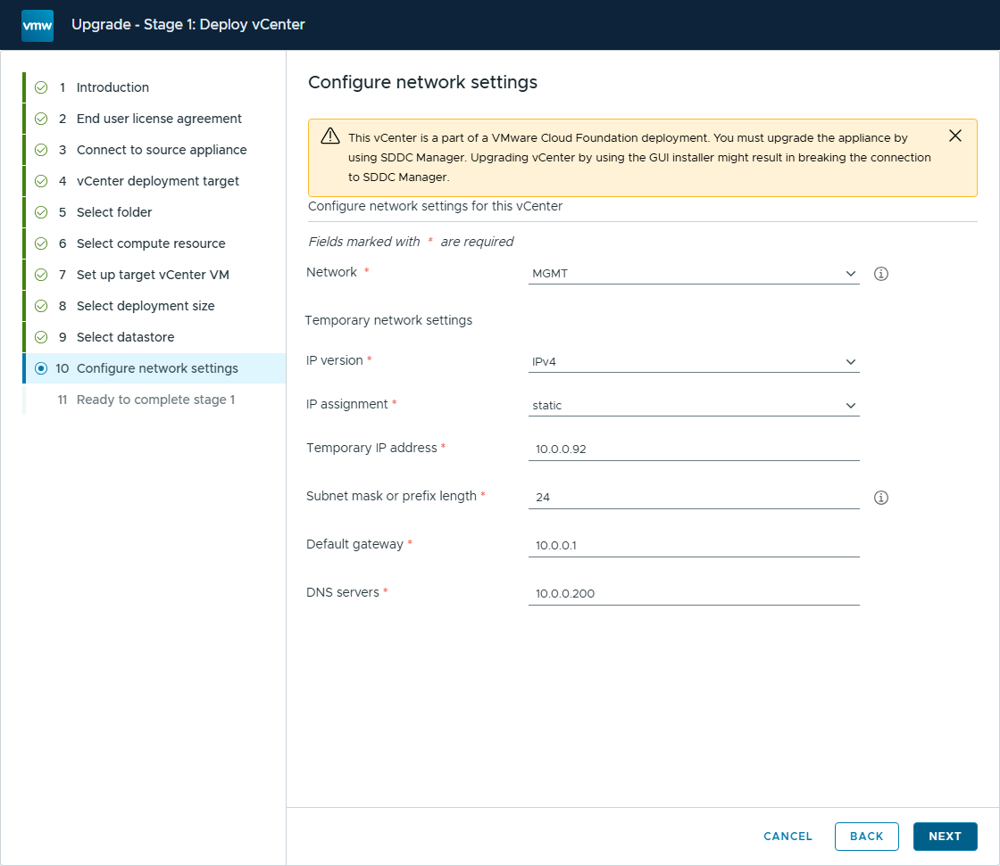 vmw
Upgrade - Stage 1: Deploy vCenter
1 Introduction
2 End user license agreement
3 Connect to source appliance
4 vCenter deployment target
5 Select folder
6 Select compute resource
7 Set up target vCenter VM
8 Select deployment size
9 Select datastore
10 Configure network settings
11 Ready to complete stage 1
Configure network settings
This vCenter is a part of a VMware Cloud Foundation deployment. You must upgrade the appliance by
using SDDC Manager. Upgrading vCenter by using the GUI installer might result in breaking the connection
to SDDC Manager.
Configure network settings for this vCenter
Fields marked with * are required
Network * MGMT
Temporary network settings
IP version * IPv4
IP assignment * static
Temporary IP address * 10.0.0.92
Subnet mask or prefix length * 24
Default gateway * 10.0.0.1
DNS servers * 10.0.0.200
CANCEL BACK NEXT